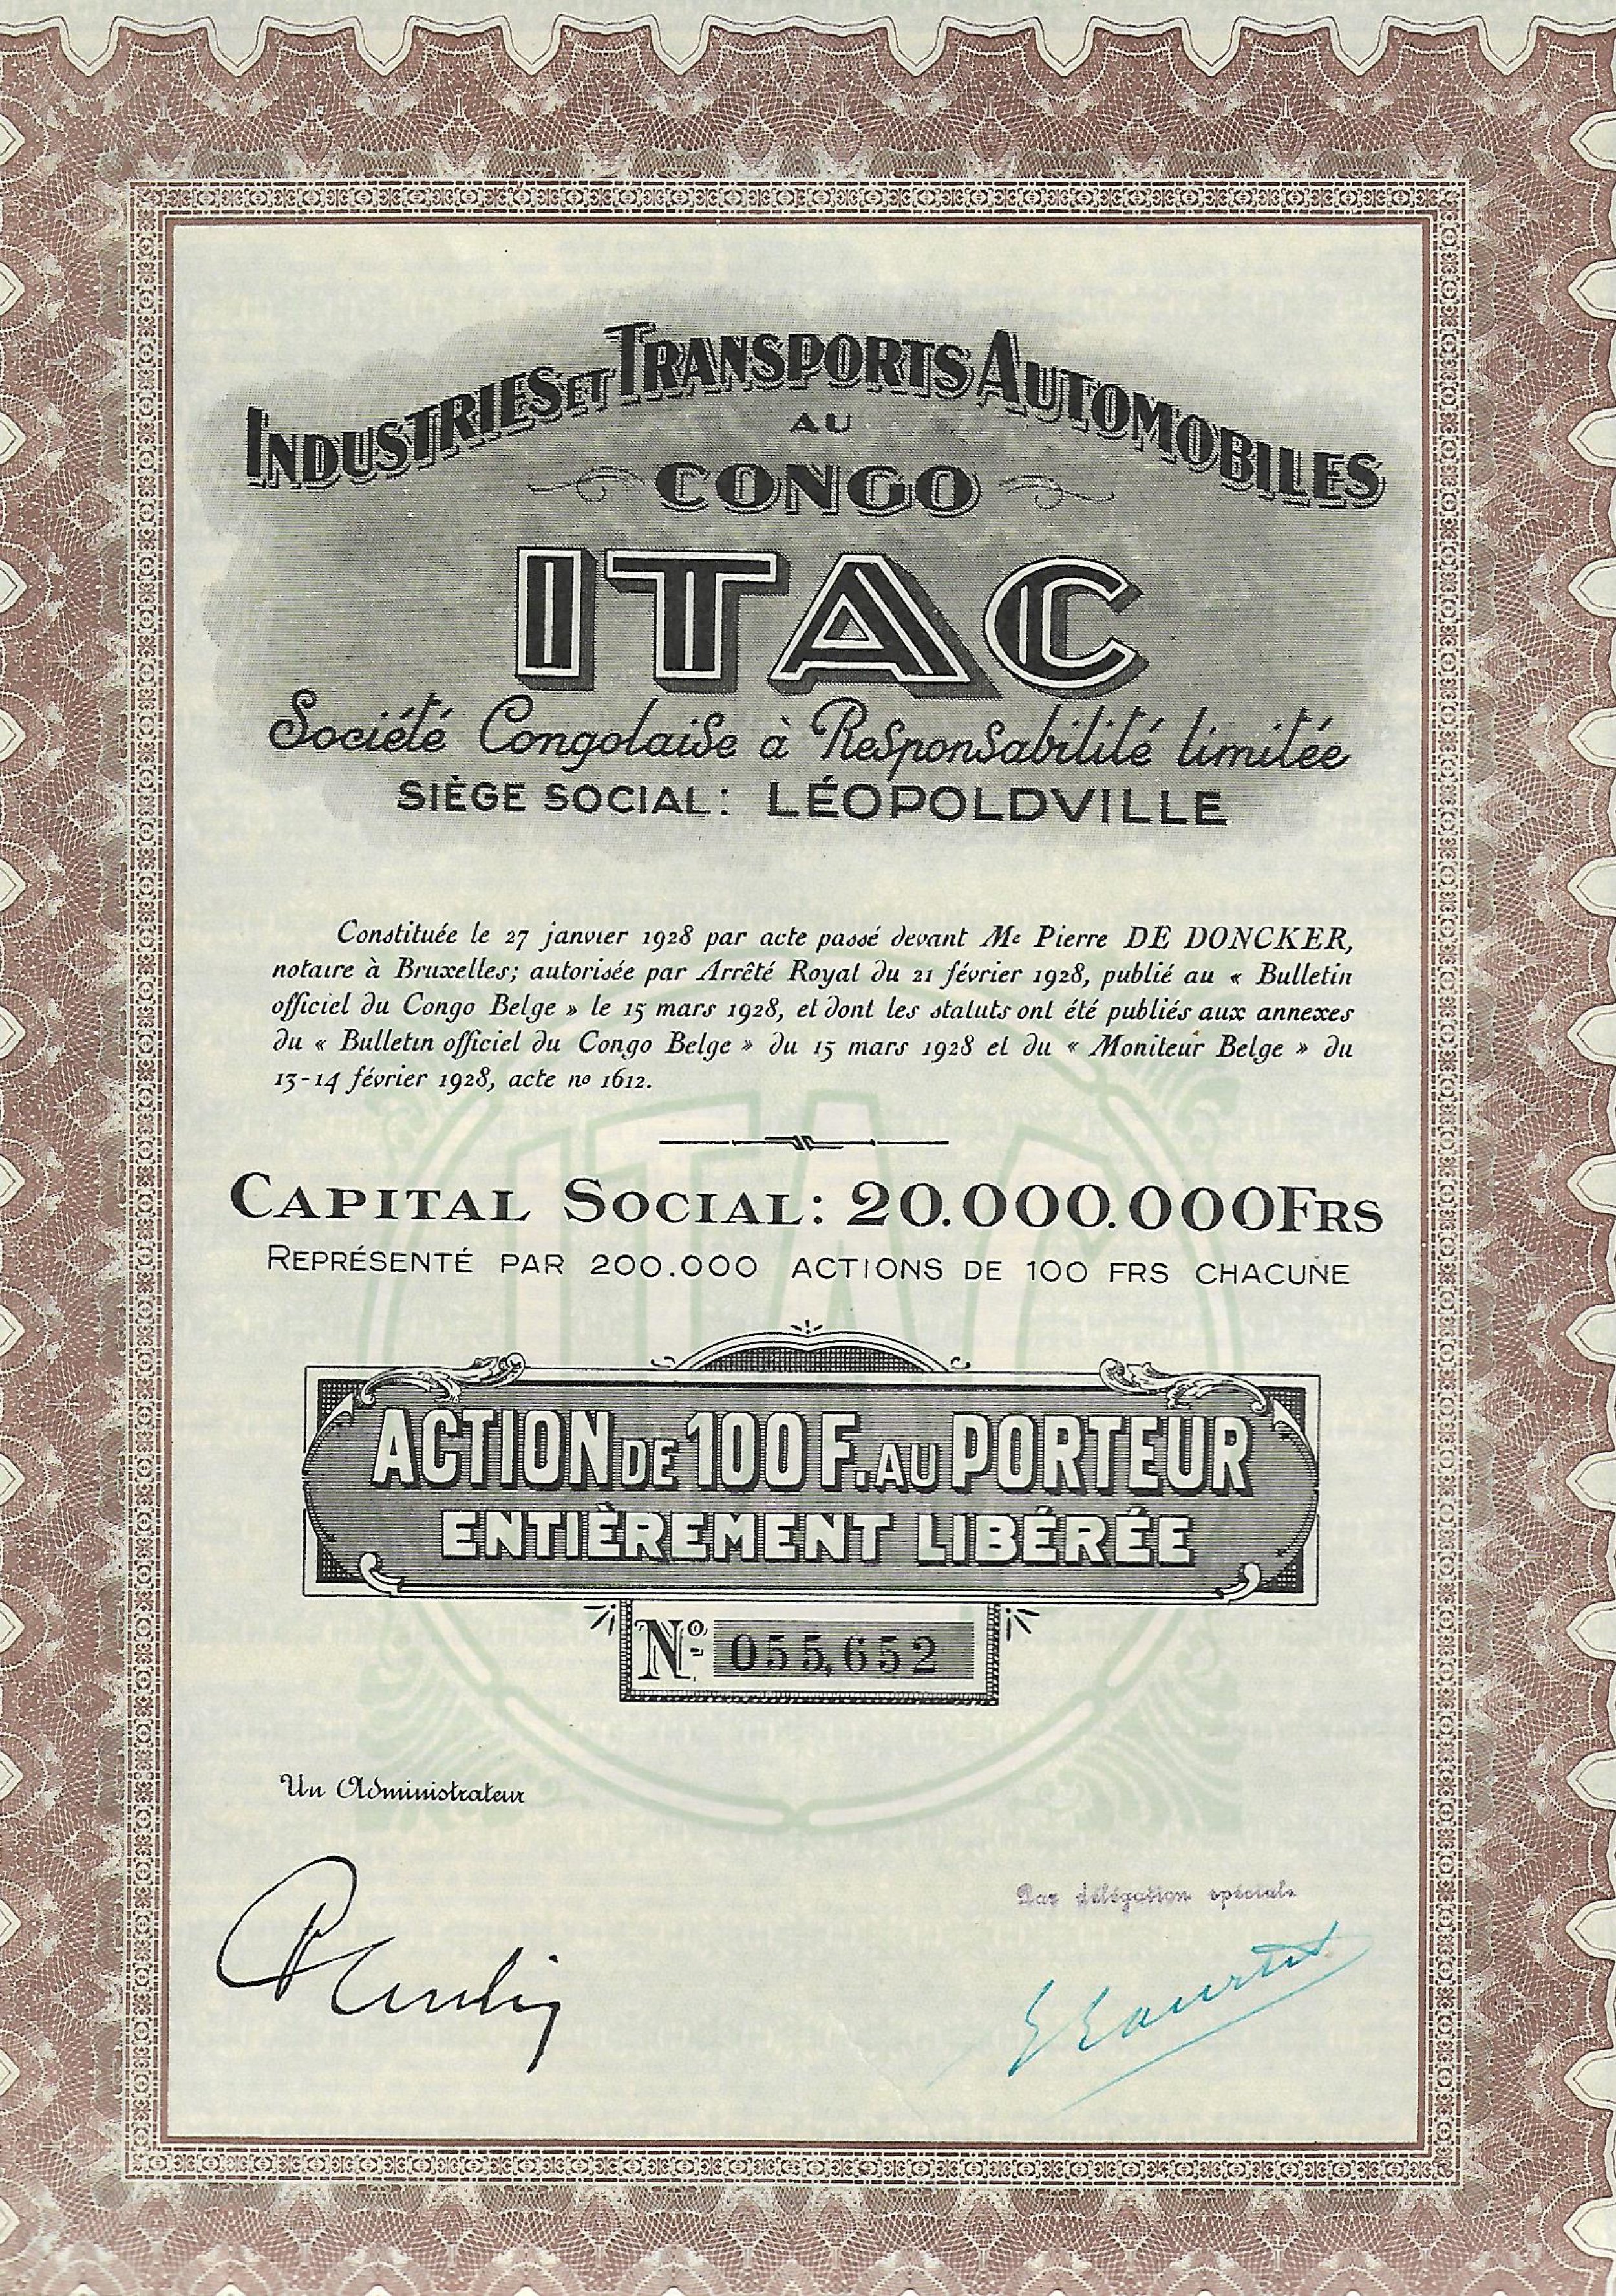 INDUSTRIES ET TRANSPORTS AUTOMOBILES
AU
CONGO
ITAC
Société Congolaise à Responsabilité limitée
SIÈGE SOCIAL: LÉOPOLDVILLE
Constituée le 27 janvier 1928 par acte passé devant Me Pierre DE DONCKER,
notaire à Bruxelles; autorisée par Arrêté Royal du 21 février 1928, publié au « Bulletin
officiel du Congo Belge » le 15 mars 1928, et dont les statuts ont été publiés aux annexes
du « Bulletin officiel du Congo Belge » du 15 mars 1928 et du « Moniteur Belge » du
13-14 février 1928, acte no 1612.
ITAC
CAPITAL SOCIAL: 20.000.000 FRS
REPRÉSENTÉ PAR 200.000 ACTIONS DE 100 FRS CHACUNE
ACTION DE 100 F. AU PORTEUR
ENTIÈREMENT LIBÉRÉE
No 055,652
Un Administrateur
Par délégation spéciale